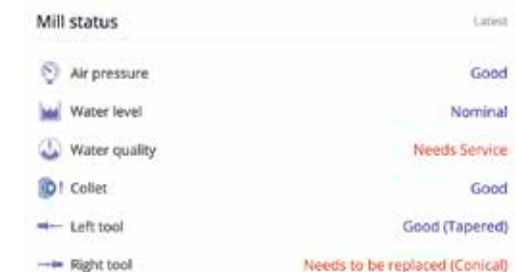 Mill status Latest
Air pressure Good
Water level Nominal
Water quality Needs Service
! Collet Good
Left tool Good (Tapered)
Right tool Needs to be replaced (Conical)